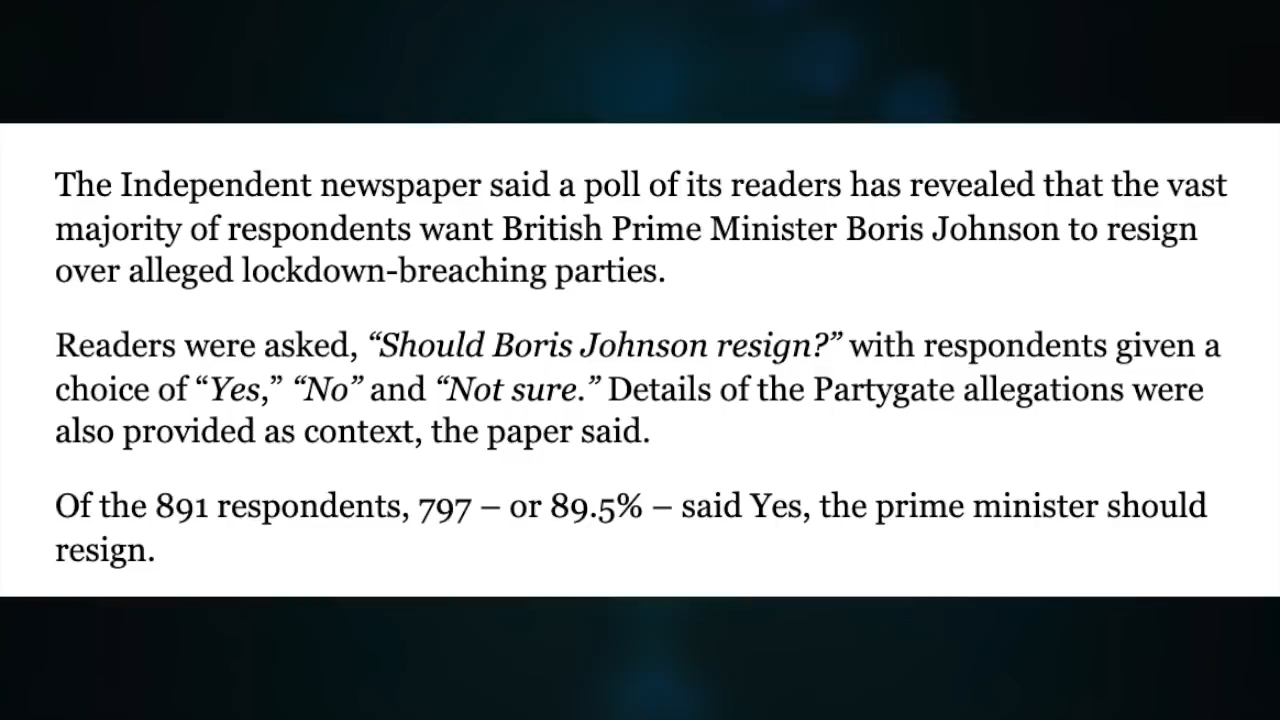 The Independent newspaper said a poll of its readers has revealed that the vast
majority of respondents want British Prime Minister Boris Johnson to resign
over alleged lockdown-breaching parties.
Readers were asked, “Should Boris Johnson resign?” with respondents given a
choice of “Yes,” “No” and “Not sure.” Details of the Partygate allegations were
also provided as context, the paper said.
Of the 891 respondents, 797 – or 89.5% – said Yes, the prime minister should
resign.